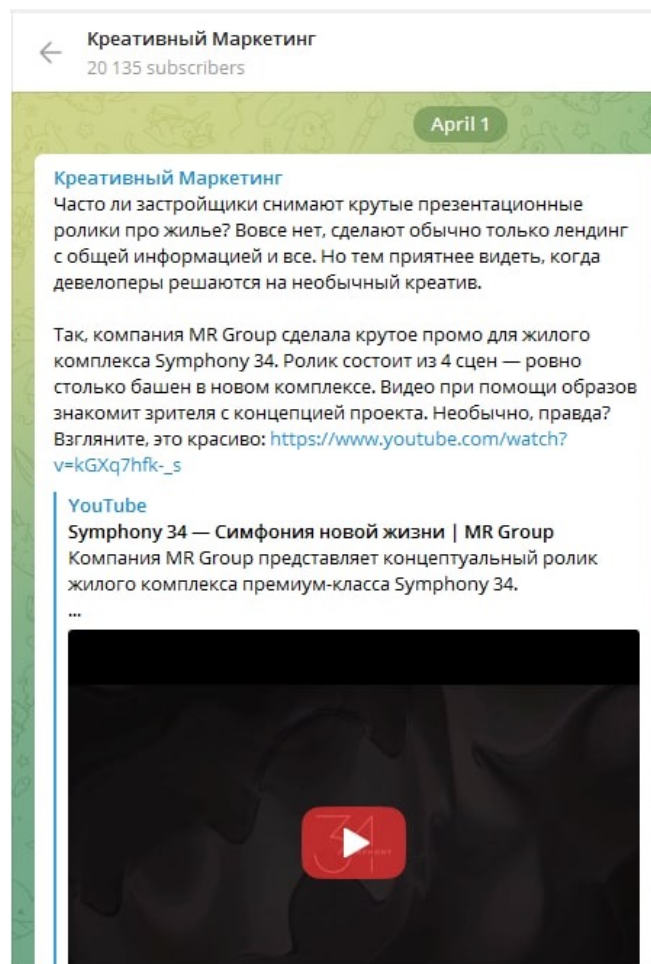 Креативный Маркетинг
20 135 subscribers
April 1
Креативный Маркетинг
Часто ли застройщики снимают крутые презентационные
ролики про жилье? Вовсе нет, сделают обычно только лендинг
с общей информацией и все. Но тем приятнее видеть, когда
девелоперы решаются на необычный креатив.
Так, компания MR Group сделала крутое промо для жилого
комплекса Symphony 34. Ролик состоит из 4 сцен — ровно
столько башен в новом комплексе. Видео при помощи образов
знакомит зрителя с концепцией проекта. Необычно, правда?
Взгляните, это красиво: https://www.youtube.com/watch?
v=kGXq7hfk-_s
YouTube
Symphony 34 — Симфония новой жизни | MR Group
Компания MR Group представляет концептуальный ролик
жилого комплекса премиум-класса Symphony 34.
...
34